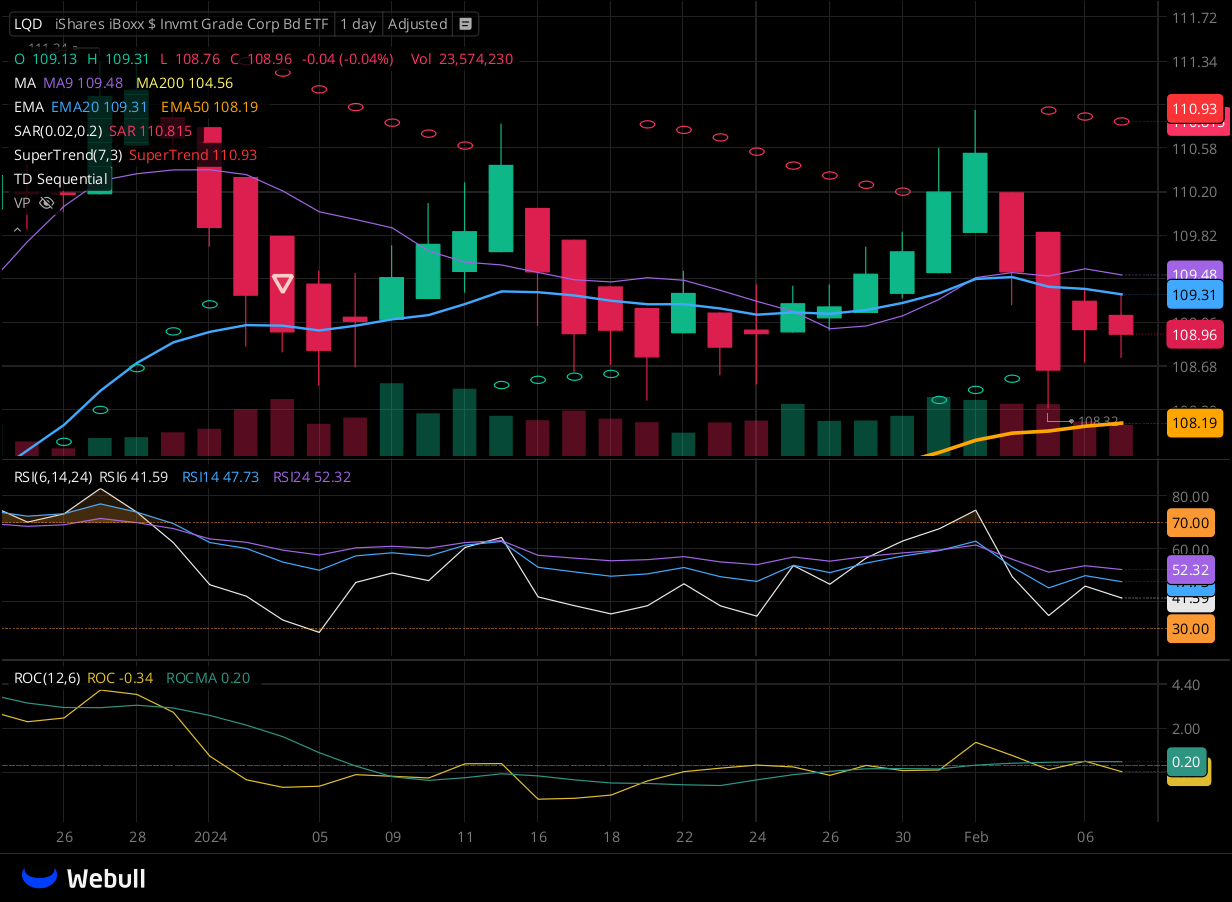 LQD iShares iBoxx $ Invmt Grade Corp Bd ETF 1 day Adjusted
O 109.13 H 109.31 L 108.76 C 108.96 -0.04 (-0.04%) Vol 23,574,230
MA MA9 109.48 MA200 104.56
EMA EMA20 109.31 EMA50 108.19
SAR(0.02,0.2) SAR 110.815
SuperTrend(7,3) SuperTrend 110.93
TD Sequential
VP
111.72
111.34
110.93
110.58
110.20
109.82
109.48
109.31
108.96
108.68
108.32
108.19
RSI(6,14,24) RSI6 41.59 RSI14 47.73 RSI24 52.32
80.00
70.00
60.00
52.32
41.59
30.00
ROC(12,6) ROC -0.34 ROCMA 0.20
4.40
2.00
0.20
26 28 2024 05 09 11 16 18 22 24 26 30 Feb 06
Webull